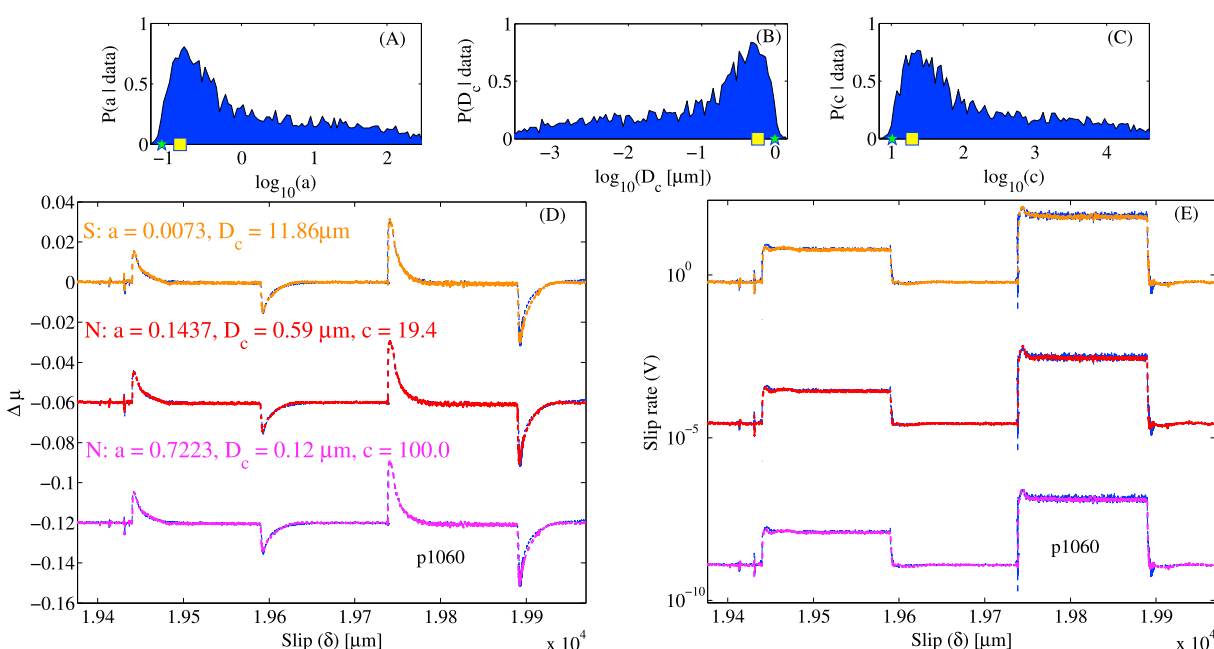 (A)
P(a | data)
1
0.5
0
−1
0
1
2
log10(a)
(B)
P(Dc | data)
1
0.5
0
−3
−2
−1
0
log10(Dc [μm])
(C)
P(c | data)
1
0.5
0
1
2
3
4
log10(c)
(D)
0.04
0.02
0
−0.02
−0.04
−0.06
−0.08
−0.1
−0.12
−0.14
−0.16
Δ μ
S: a = 0.0073, Dc = 11.86μm
N: a = 0.1437, Dc = 0.59 μm, c = 19.4
N: a = 0.7223, Dc = 0.12 μm, c = 100.0
p1060
1.94
1.95
1.96
1.97
1.98
1.99
Slip (δ) [μm]
x 10^4
(E)
10^0
10^−5
10^−10
Slip rate (V)
p1060
1.94
1.95
1.96
1.97
1.98
1.99
Slip (δ) [μm]
x 10^4